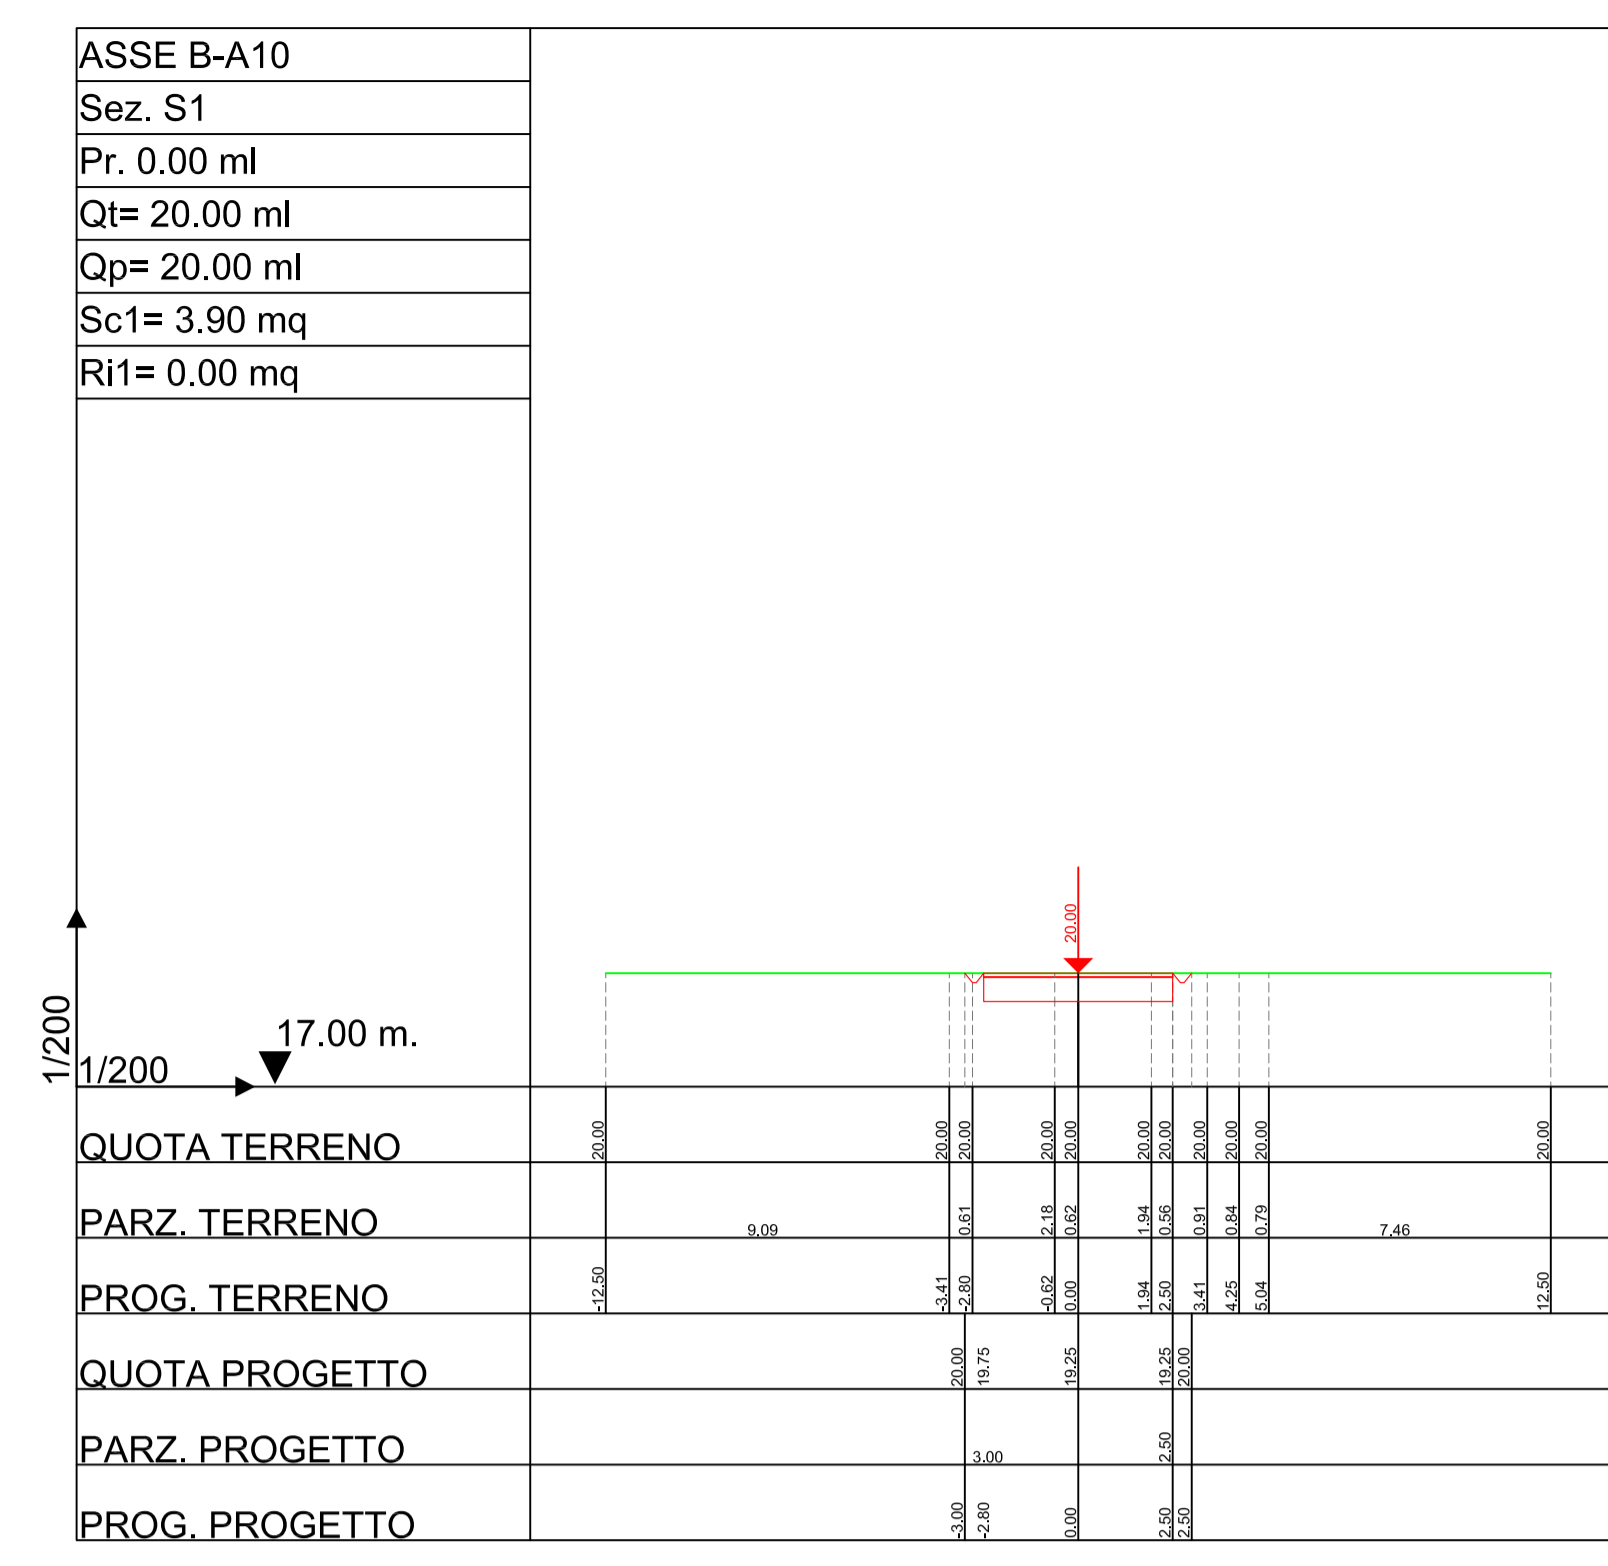 ASSE B-A10
Sez. S1
Pr. 0.00 ml
Qt= 20.00 ml
Qp= 20.00 ml
Sc1= 3.90 mq
Ri1= 0.00 mq
20.00
1/200
17.00 m.
1/200
QUOTA TERRENO 20.00 20.00 20.00 20.00 20.00 20.00 20.00 20.00 20.00 20.00 20.00
PARZ. TERRENO 9.09 0.61 2.18 0.62 1.94 0.56 0.91 0.84 0.79 7.46
PROG. TERRENO -12.50 -3.41 -2.80 -0.62 0.00 1.94 2.50 3.41 4.25 5.04 12.50
QUOTA PROGETTO 20.00 19.75 19.25 19.25 20.00
PARZ. PROGETTO 3.00 2.50
PROG. PROGETTO -3.00 -2.80 0.00 2.50 2.50